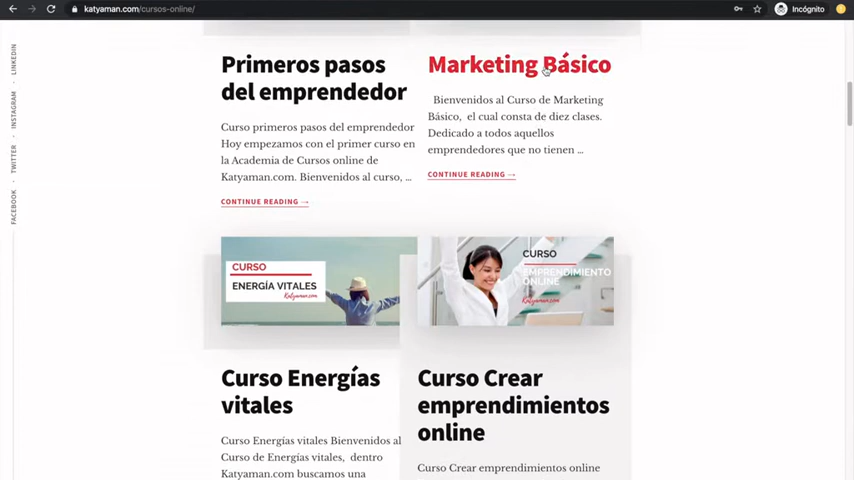 katyaman.com/cursos-online/
Incógnito
LINKEDIN
INSTAGRAM
TWITTER
FACEBOOK
Primeros pasos
del emprendedor
Curso primeros pasos del emprendedor
Hoy empezamos con el primer curso en
la Academia de Cursos online de
Katyaman.com. Bienvenidos al curso, ...
CONTINUE READING →
Marketing Básico
Bienvenidos al Curso de Marketing
Básico, el cual consta de diez clases.
Dedicado a todos aquellos
emprendedores que no tienen ...
CONTINUE READING →
CURSO
ENERGÍA VITALES
Katyaman.com
CURSO
EMPRENDIMIENTO
ONLINE
Katyaman.com
Curso Energías
vitales
Curso Energías vitales Bienvenidos al
Curso de Energías vitales, dentro
Katyaman.com buscamos una
Curso Crear
emprendimientos
online
Curso Crear emprendimientos online